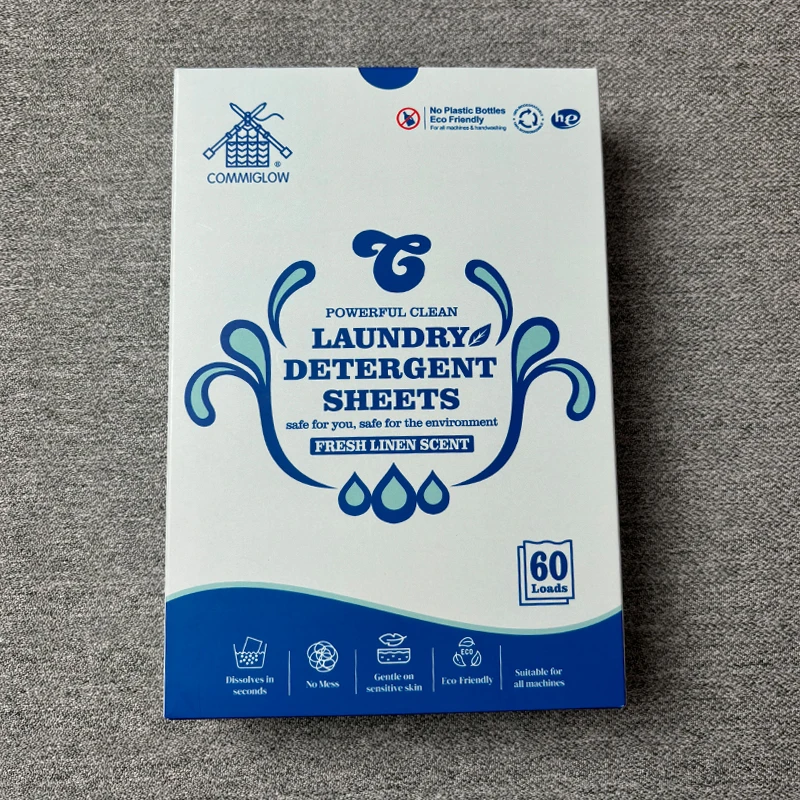 COMMIGLOW
®
No Plastic Bottles
Eco Friendly
For all machines & handwashing
he
POWERFUL CLEAN
LAUNDRY
DETERGENT
SHEETS
safe for you, safe for the environment
FRESH LINEN SCENT
60
Loads
Dissolves in
seconds
No Mess
Gentle on
sensitive skin
ECO
Eco-Friendly
Suitable for
all machines